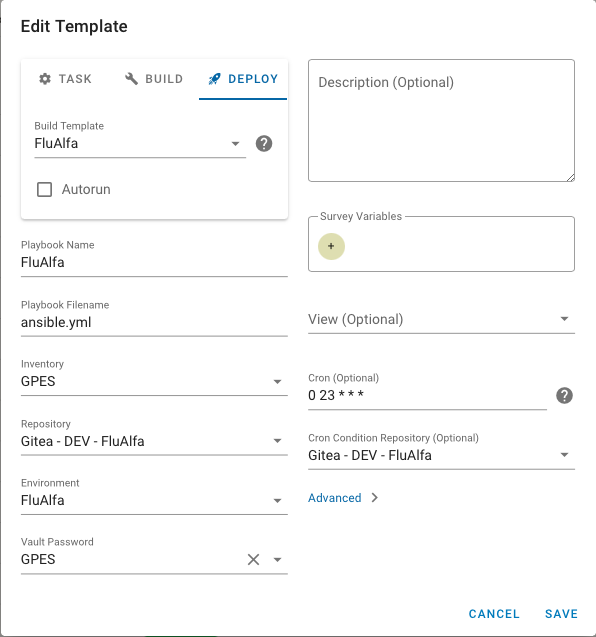 Edit Template
TASK
BUILD
DEPLOY
Build Template
FluAlfa
Autorun
Playbook Name
FluAlfa
Playbook Filename
ansible.yml
Inventory
GPES
Repository
Gitea - DEV - FluAlfa
Environment
FluAlfa
Vault Password
GPES
Description (Optional)
Survey Variables
+
View (Optional)
Cron (Optional)
0 23 * * *
Cron Condition Repository (Optional)
Gitea - DEV - FluAlfa
Advanced
CANCEL
SAVE